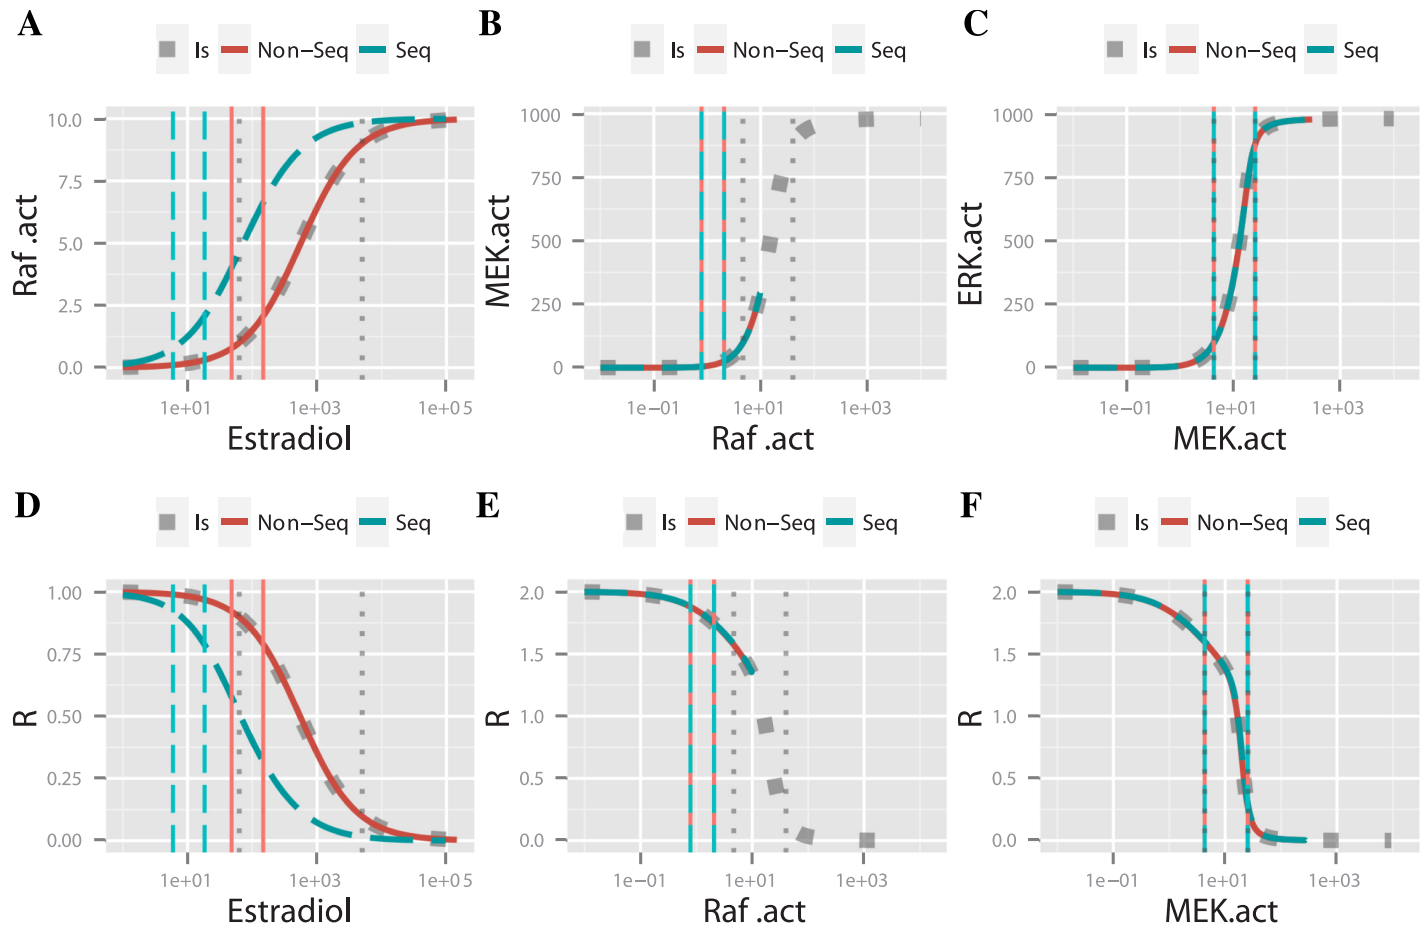 A
Is Non−Seq Seq
10.0
7.5
5.0
2.5
0.0
Raf .act
1e+01 1e+03 1e+05
Estradiol
B
Is Non−Seq Seq
1000
750
500
250
0
MEK.act
1e−01 1e+01 1e+03
Raf .act
C
Is Non−Seq Seq
1000
750
500
250
0
ERK.act
1e−01 1e+01 1e+03
MEK.act
D
Is Non−Seq Seq
1.00
0.75
0.50
0.25
0.00
R
1e+01 1e+03 1e+05
Estradiol
E
Is Non−Seq Seq
2.0
1.5
1.0
0.5
0.0
R
1e−01 1e+01 1e+03
Raf .act
F
Is Non−Seq Seq
2.0
1.5
1.0
0.5
0.0
R
1e−01 1e+01 1e+03
MEK.act